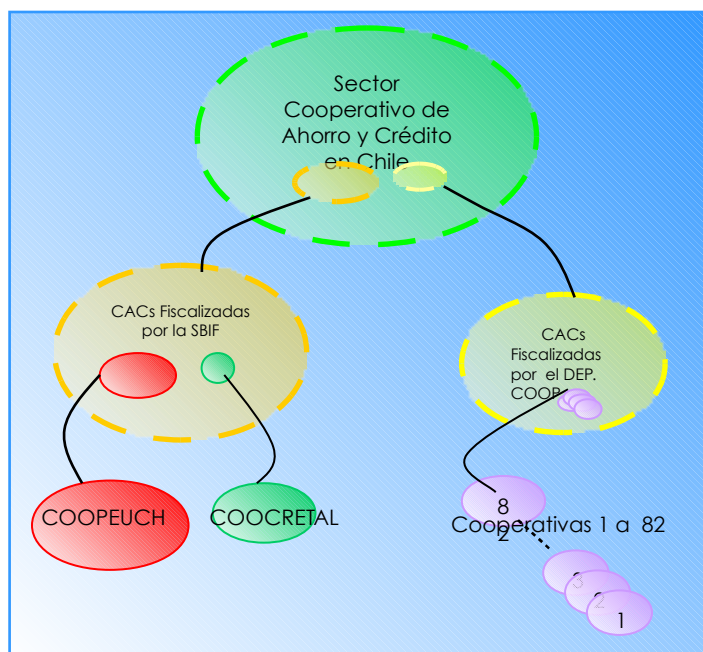 Sector
Cooperativo de
Ahorro y Crédito
en Chile
CACs Fiscalizadas
por la SBIF
CACs
Fiscalizadas
por el DEP.
COOP
COOPEUCH
COOCRETAL
8
2
Cooperativas 1 a 82
3
2
1